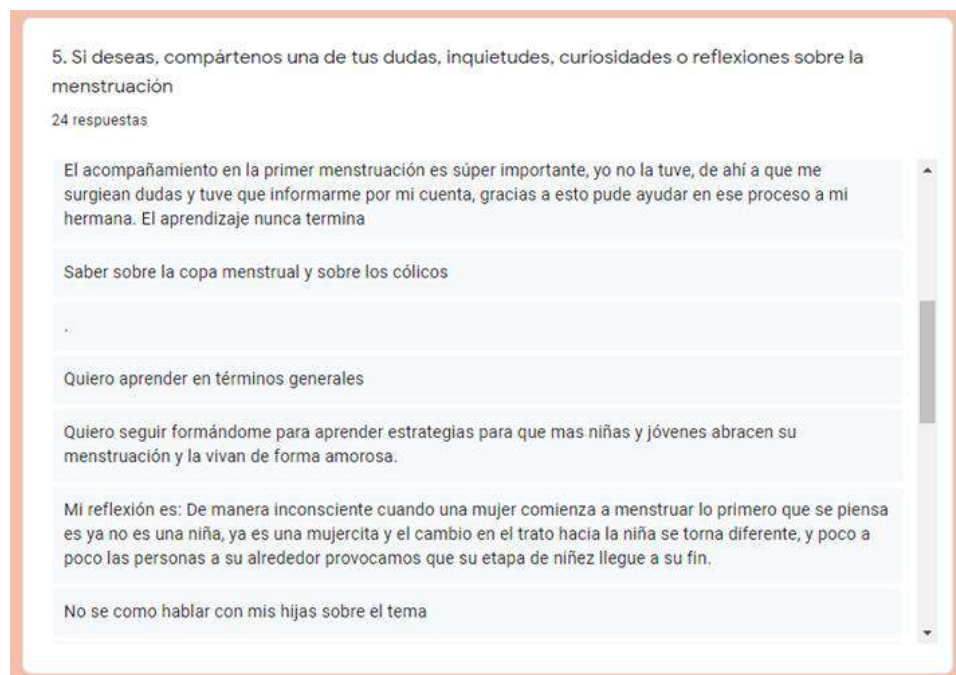 5. Si deseas, compártenos una de tus dudas, inquietudes, curiosidades o reflexiones sobre la
menstruación
24 respuestas
El acompañamiento en la primer menstruación es súper importante, yo no la tuve, de ahí a que me
surgiean dudas y tuve que informarme por mi cuenta, gracias a esto pude ayudar en ese proceso a mi
hermana. El aprendizaje nunca termina
Saber sobre la copa menstrual y sobre los cólicos
.
Quiero aprender en términos generales
Quiero seguir formándome para aprender estrategias para que mas niñas y jóvenes abracen su
menstruación y la vivan de forma amorosa.
Mi reflexión es: De manera inconsciente cuando una mujer comienza a menstruar lo primero que se piensa
es ya no es una niña, ya es una mujercita y el cambio en el trato hacia la niña se torna diferente, y poco a
poco las personas a su alrededor provocamos que su etapa de niñez llegue a su fin.
No se como hablar con mis hijas sobre el tema